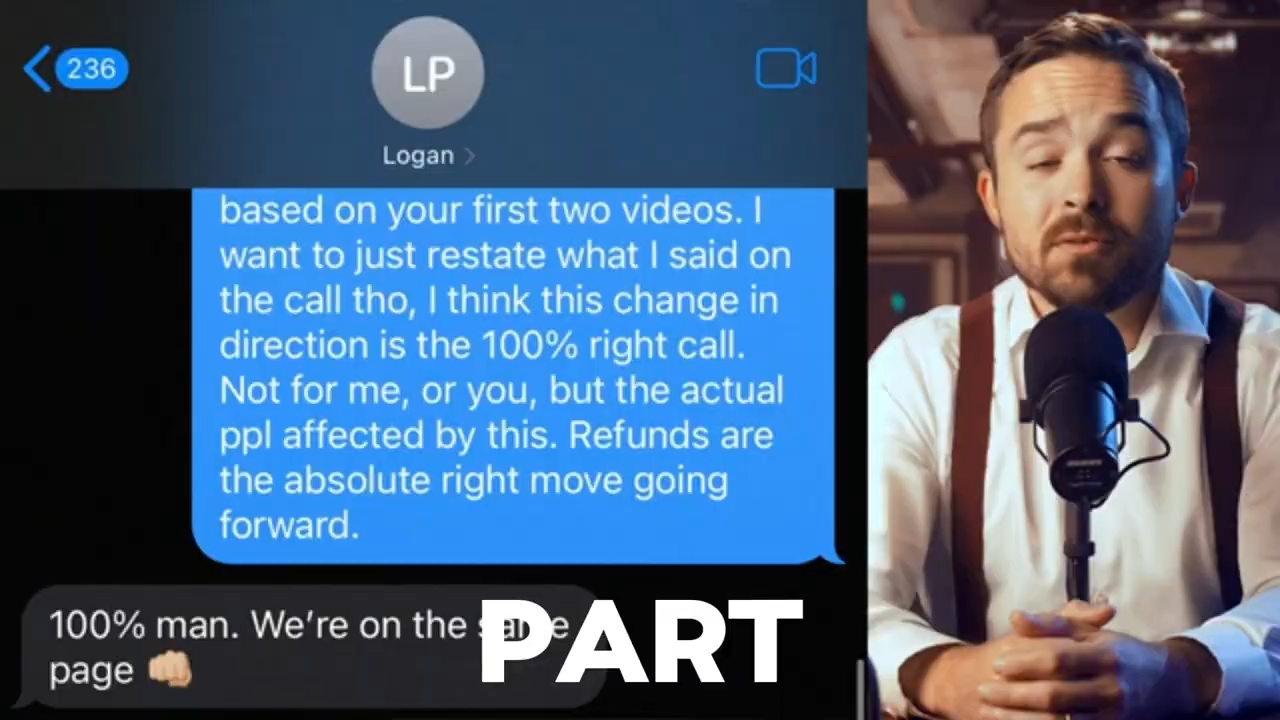 236
LP
Logan
based on your first two videos. I
want to just restate what I said on
the call tho, I think this change in
direction is the 100% right call.
Not for me, or you, but the actual
ppl affected by this. Refunds are
the absolute right move going
forward.
100% man. We’re on the same
page 👊🏼
PART